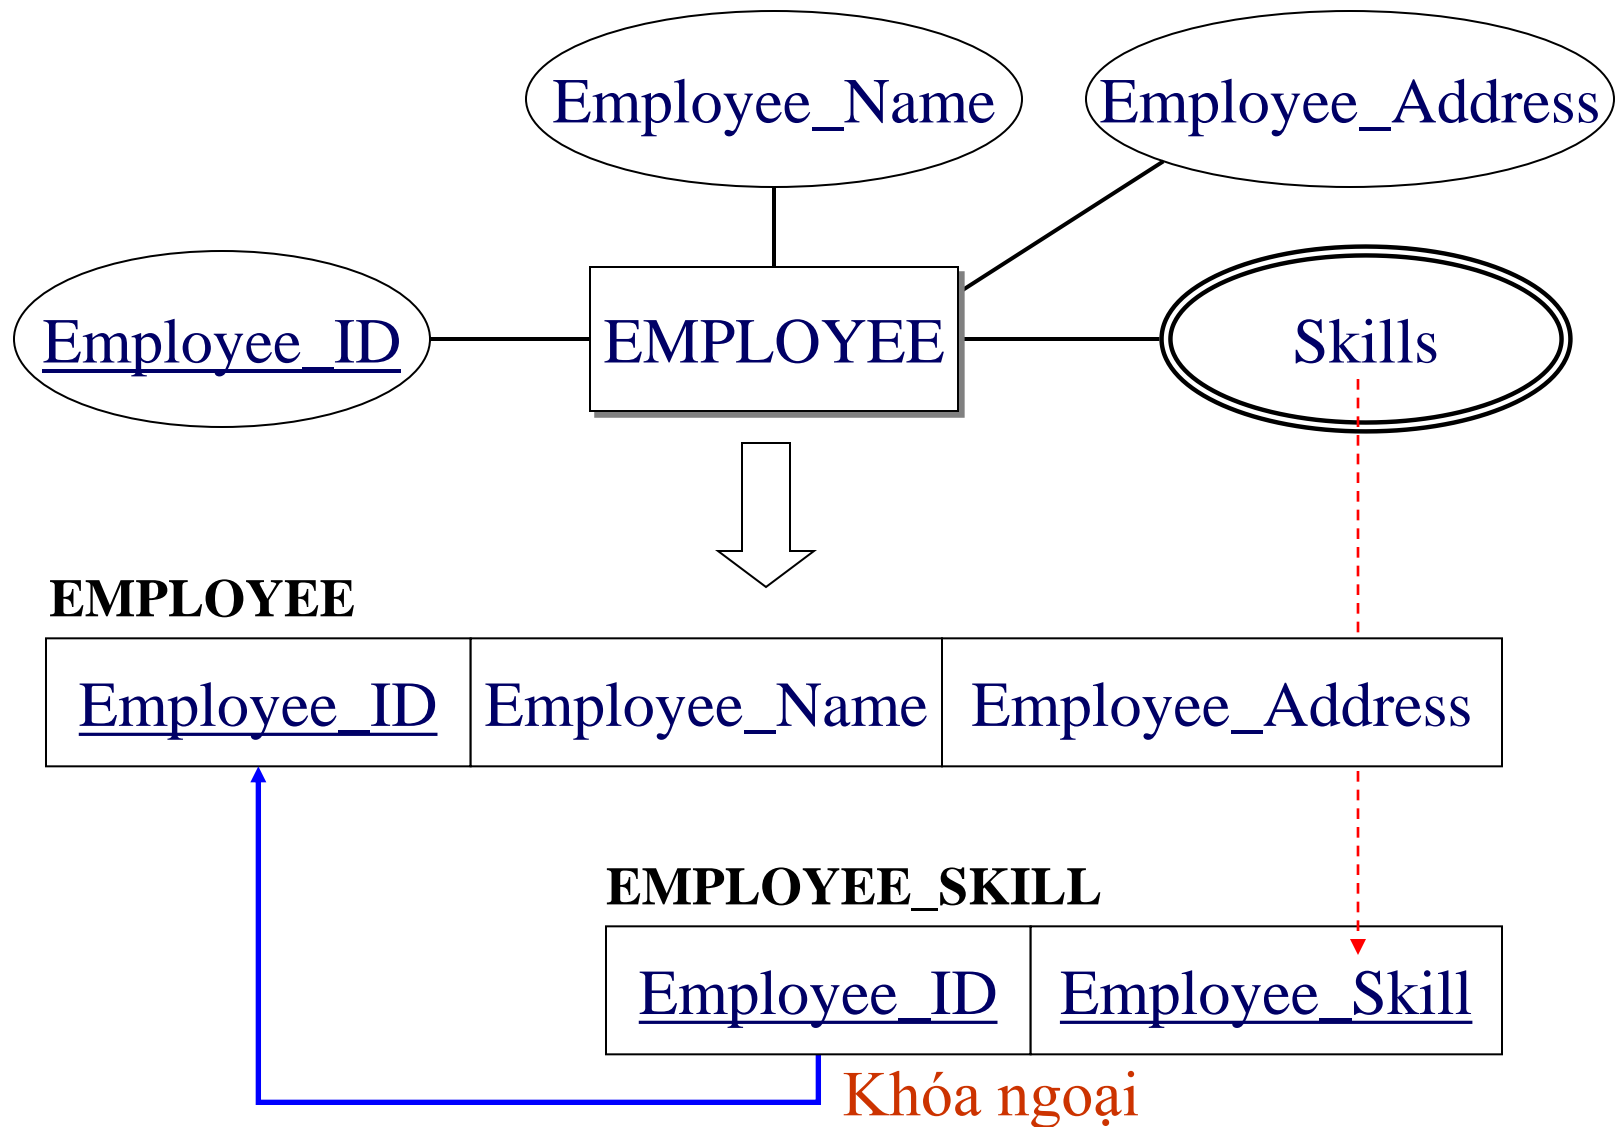 Employee_Name
Employee_Address
Employee_ID
EMPLOYEE
Skills
EMPLOYEE
Employee_ID
Employee_Name
Employee_Address
EMPLOYEE_SKILL
Employee_ID
Employee_Skill
Khóa ngoại